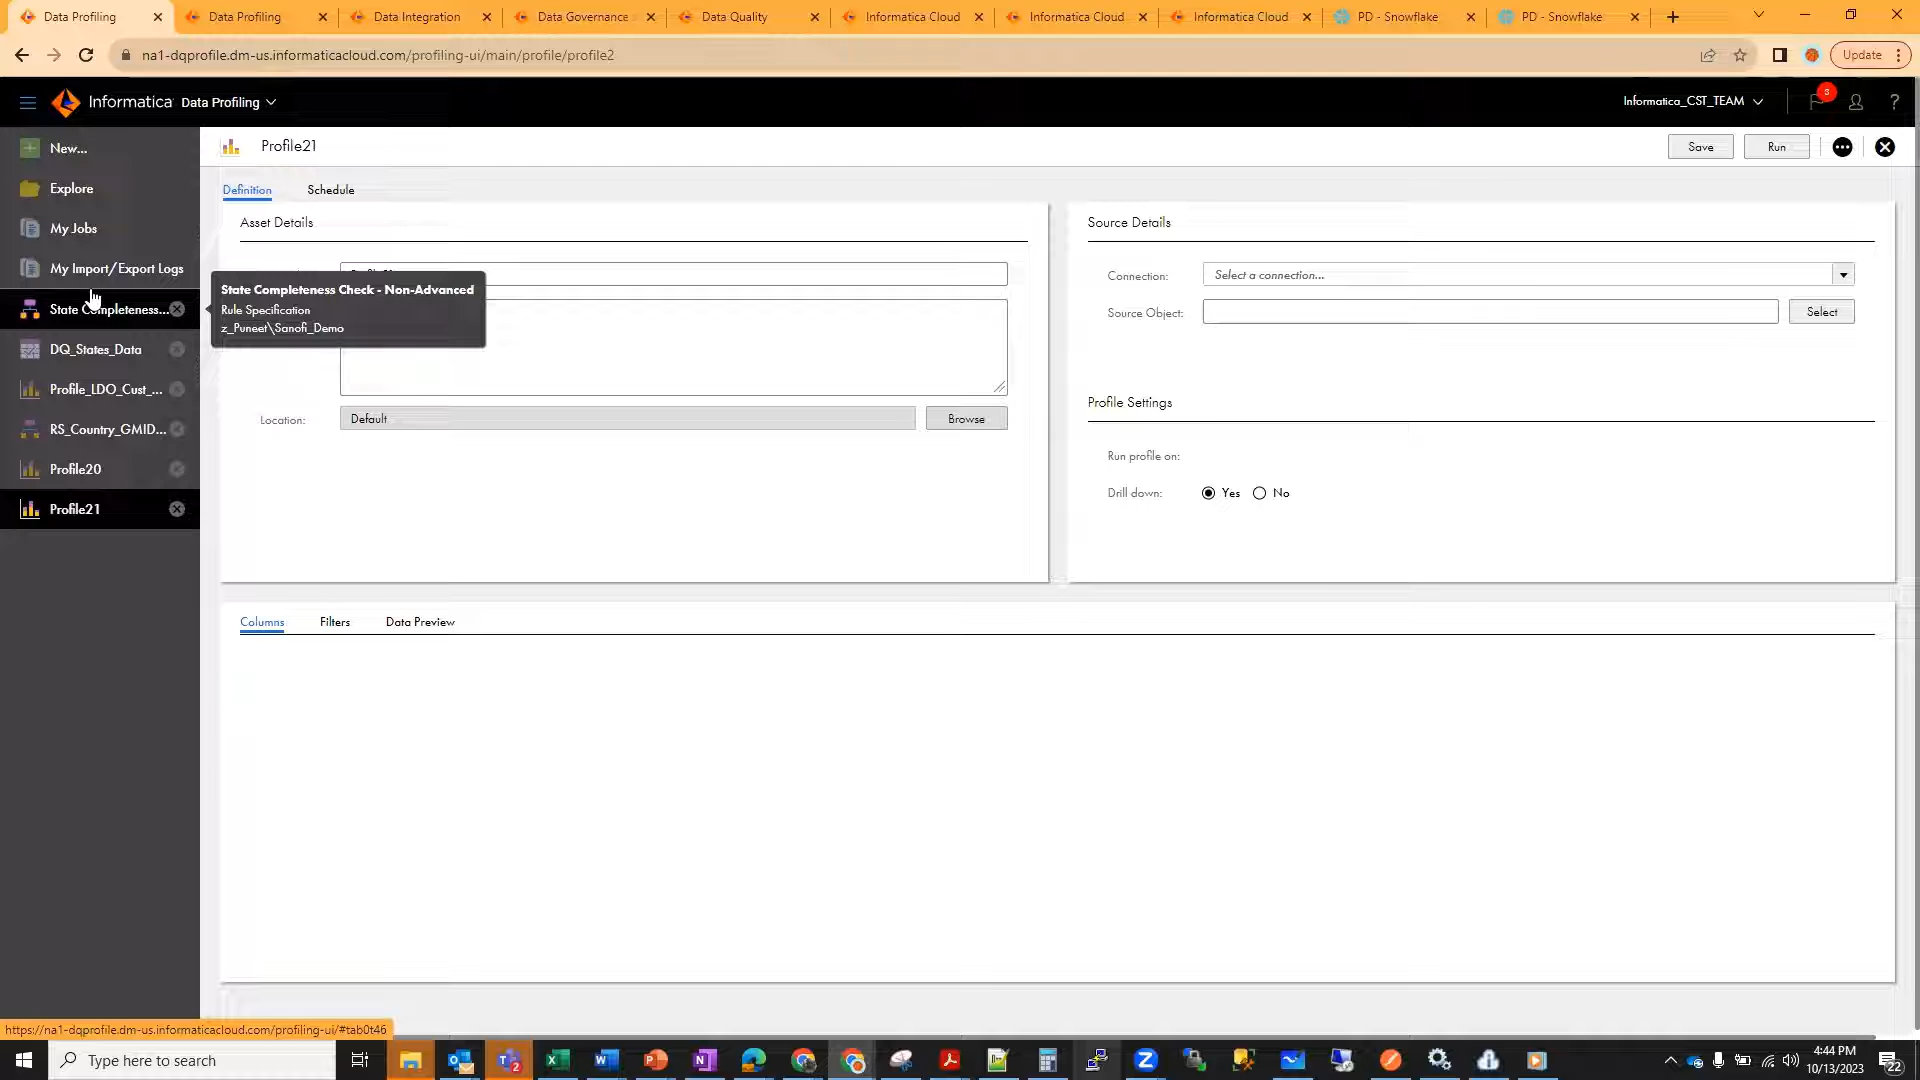 Data Profiling
Data Profiling
Data Integration
Data Governance
Data Quality
Informatica Cloud
Informatica Cloud
Informatica Cloud
PD - Snowflake
PD - Snowflake
na1-dqprofile.dm-us.informaticacloud.com/profiling-ui/main/profile/profile2
Update
Informatica Data Profiling
Informatica_CST_TEAM
3
?
New...
Explore
My Jobs
My Import/Export Logs
State Completeness...
DQ_States_Data
Profile_LDO_Cust_...
RS_Country_GMID...
Profile20
Profile21
Profile21
Save
Run
Definition
Schedule
Asset Details
State Completeness Check - Non-Advanced
Rule Specification
z_Puneet\Sanofi_Demo
Location:
Default
Browse
Source Details
Connection:
Select a connection...
Source Object:
Select
Profile Settings
Run profile on:
Drill down:
Yes
No
Columns
Filters
Data Preview
https://na1-dqprofile.dm-us.informaticacloud.com/profiling-ui/#tab0t46
Type here to search
4:44 PM
10/13/2023
22